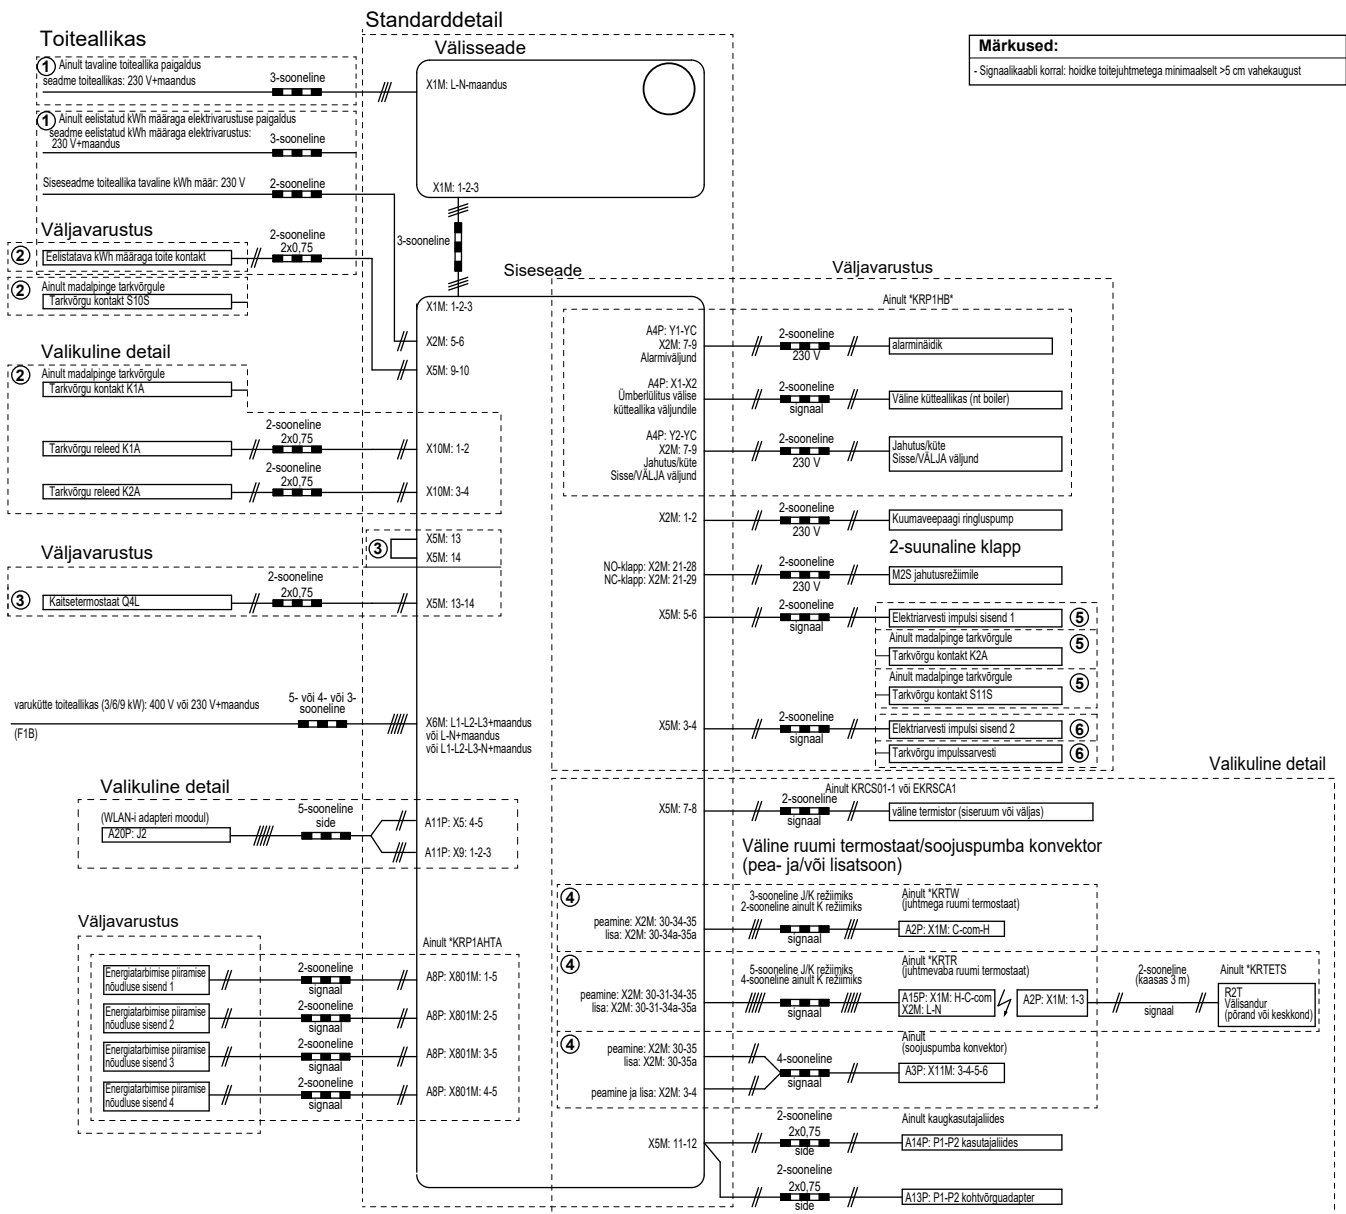 Standarddetail
Toiteallikas
Välisseade
Märkused:
- Signaalikaabli korral: hoidke toitejuhtmetega minimaalselt >5 cm vahekaugust
1 Ainult tavaline toiteallika paigaldus
seadme toiteallikas: 230 V+maandus
3-sooneline
X1M: L-N-maandus
1 Ainult eelistatud kWh määraga elektrivarustuse paigaldus
seadme eelistatud kWh määraga elektrivarustus:
230 V+maandus
3-sooneline
Siseseadme toiteallika tavaline kWh määr: 230 V
2-sooneline
X1M: 1-2-3
3-sooneline
Väljavarustus
2 Eelistatava kWh määraga toite kontakt
2-sooneline
2x0,75
2 Ainult madalpinge tarkvõrgule
Tarkvõrgu kontakt S10S
Siseseade
Väljavarustus
X1M: 1-2-3
X2M: 5-6
X5M: 9-10
Valikuline detail
2 Ainult madalpinge tarkvõrgule
Tarkvõrgu kontakt K1A
Tarkvõrgu releed K1A
2-sooneline
2x0,75
X10M: 1-2
Tarkvõrgu releed K2A
2-sooneline
2x0,75
X10M: 3-4
3
X5M: 13
X5M: 14
Väljavarustus
3 Kaitsetermostaat Q4L
2-sooneline
2x0,75
X5M: 13-14
varukütte toiteallikas (3/6/9 kW): 400 V või 230 V+maandus
(F1B)
5- või 4- või 3-
sooneline
X6M: L1-L2-L3+maandus
või L-N+maandus
või L1-L2-L3-N+maandus
Valikuline detail
(WLAN-i adapteri moodul)
A20P: J2
5-sooneline
side
A11P: X5: 4-5
A11P: X9: 1-2-3
Väljavarustus
Ainult *KRP1AHTA
Energiatarbimise piiramise
nõudluse sisend 1
2-sooneline
signaal
A8P: X801M: 1-5
Energiatarbimise piiramise
nõudluse sisend 2
2-sooneline
signaal
A8P: X801M: 2-5
Energiatarbimise piiramise
nõudluse sisend 3
2-sooneline
signaal
A8P: X801M: 3-5
Energiatarbimise piiramise
nõudluse sisend 4
2-sooneline
signaal
A8P: X801M: 4-5
Ainult *KRP1HB*
A4P: Y1-YC
X2M: 7-9
Alarmiväljund
2-sooneline
230 V
alarminäidik
A4P: X1-X2
Ümberlülitus välise
kütteallika väljundile
2-sooneline
signaal
Väline kütteallikas (nt boiler)
A4P: Y2-YC
X2M: 7-9
Jahutus/küte
Sisse/VÄLJA väljund
2-sooneline
230 V
Jahutus/küte
Sisse/VÄLJA väljund
X2M: 1-2
2-sooneline
230 V
Kuumaveepaagi ringluspump
2-suunaline klapp
NO-klapp: X2M: 21-28
NC-klapp: X2M: 21-29
2-sooneline
230 V
M2S jahutusrežiimile
X5M: 5-6
2-sooneline
signaal
Elektriarvesti impulsi sisend 1 5
Ainult madalpinge tarkvõrgule 5
Tarkvõrgu kontakt K2A
Ainult madalpinge tarkvõrgule 5
Tarkvõrgu kontakt S11S
X5M: 3-4
2-sooneline
signaal
Elektriarvesti impulsi sisend 2 6
Tarkvõrgu impulssarvesti 6
Valikuline detail
Ainult KRCS01-1 või EKRSCA1
X5M: 7-8
2-sooneline
signaal
väline termistor (siseruum või väljas)
Väline ruumi termostaat/soojuspumba konvektor
(pea- ja/või lisatsoon)
4
peamine: X2M: 30-34-35
lisa: X2M: 30-34a-35a
3-sooneline J/K režiimiks
2-sooneline ainult K režiimiks
signaal
Ainult *KRTW
(juhtmega ruumi termostaat)
A2P: X1M: C-com-H
4
peamine: X2M: 30-31-34-35
lisa: X2M: 30-31-34a-35a
5-sooneline J/K režiimiks
4-sooneline ainult K režiimiks
signaal
Ainult *KRTR
(juhtmevaba ruumi termostaat)
A15P: X1M: H-C-com
X2M: L-N
A2P: X1M: 1-3
2-sooneline
(kaasas 3 m)
signaal
Ainult *KRTETS
R2T
Välisandur
(põrand või keskkond)
4
peamine: X2M: 30-35
lisa: X2M: 30-35a
peamine ja lisa: X2M: 3-4
4-sooneline
signaal
Ainult
(soojuspumba konvektor)
A3P: X11M: 3-4-5-6
X5M: 11-12
2-sooneline
2x0,75
side
Ainult kaugkasutajaliides
A14P: P1-P2 kasutajaliides
2-sooneline
2x0,75
side
A13P: P1-P2 kohtvõrguadapter